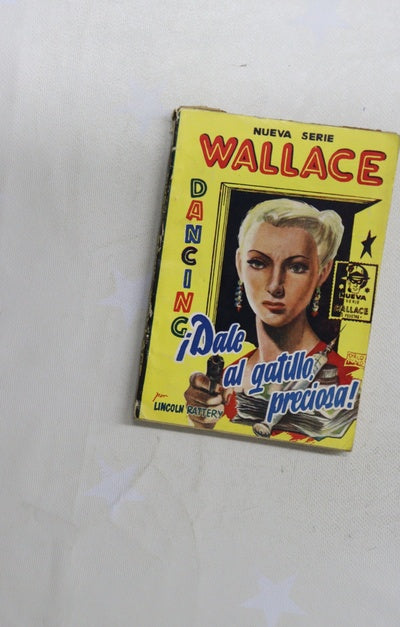 NUEVA SERIE
WALLACE
DANCING
¡Dale
al gatillo,
preciosa!
por
LINCOLN RATTERY
NUEVA
SERIE
WALLACE